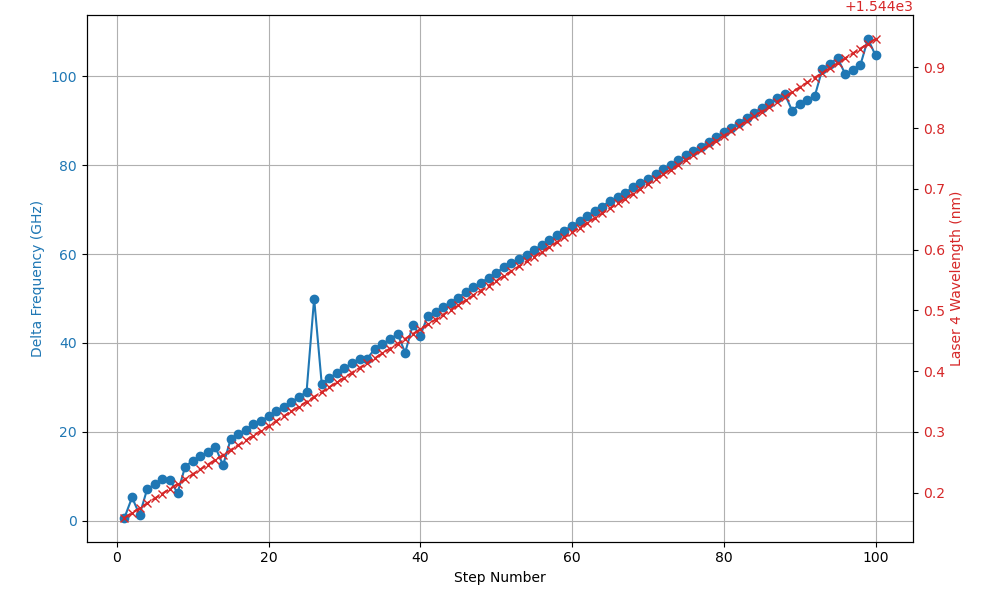 +1.544e3
100
80
60
40
20
0
0.9
0.8
0.7
0.6
0.5
0.4
0.3
0.2
Delta Frequency (GHz)
Laser 4 Wavelength (nm)
0 20 40 60 80 100
Step Number